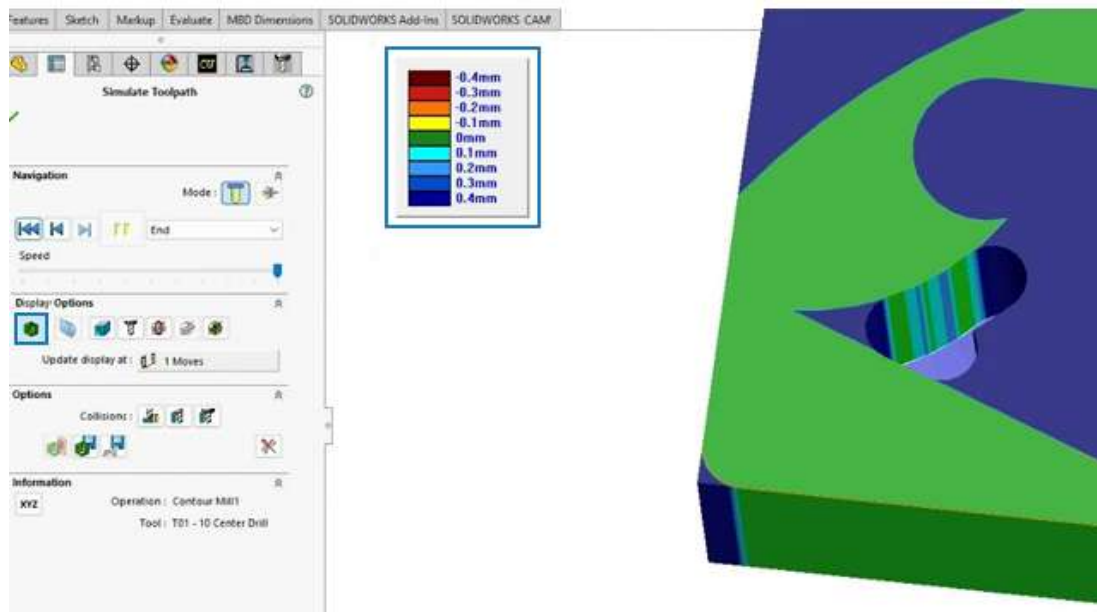 Features Sketch Markup Evaluate MBD Dimensions SOLIDWORKS Add-Ins SOLIDWORKS CAM
Simulate Toolpath
Navigation
Mode :
End
Speed
Display Options
Update display at : 1 Moves
Options
Collisions :
Information
XYZ
Operation : Contour Mill1
Tool : T01 - 10 Center Drill
-0.4mm
-0.3mm
-0.2mm
-0.1mm
0mm
0.1mm
0.2mm
0.3mm
0.4mm